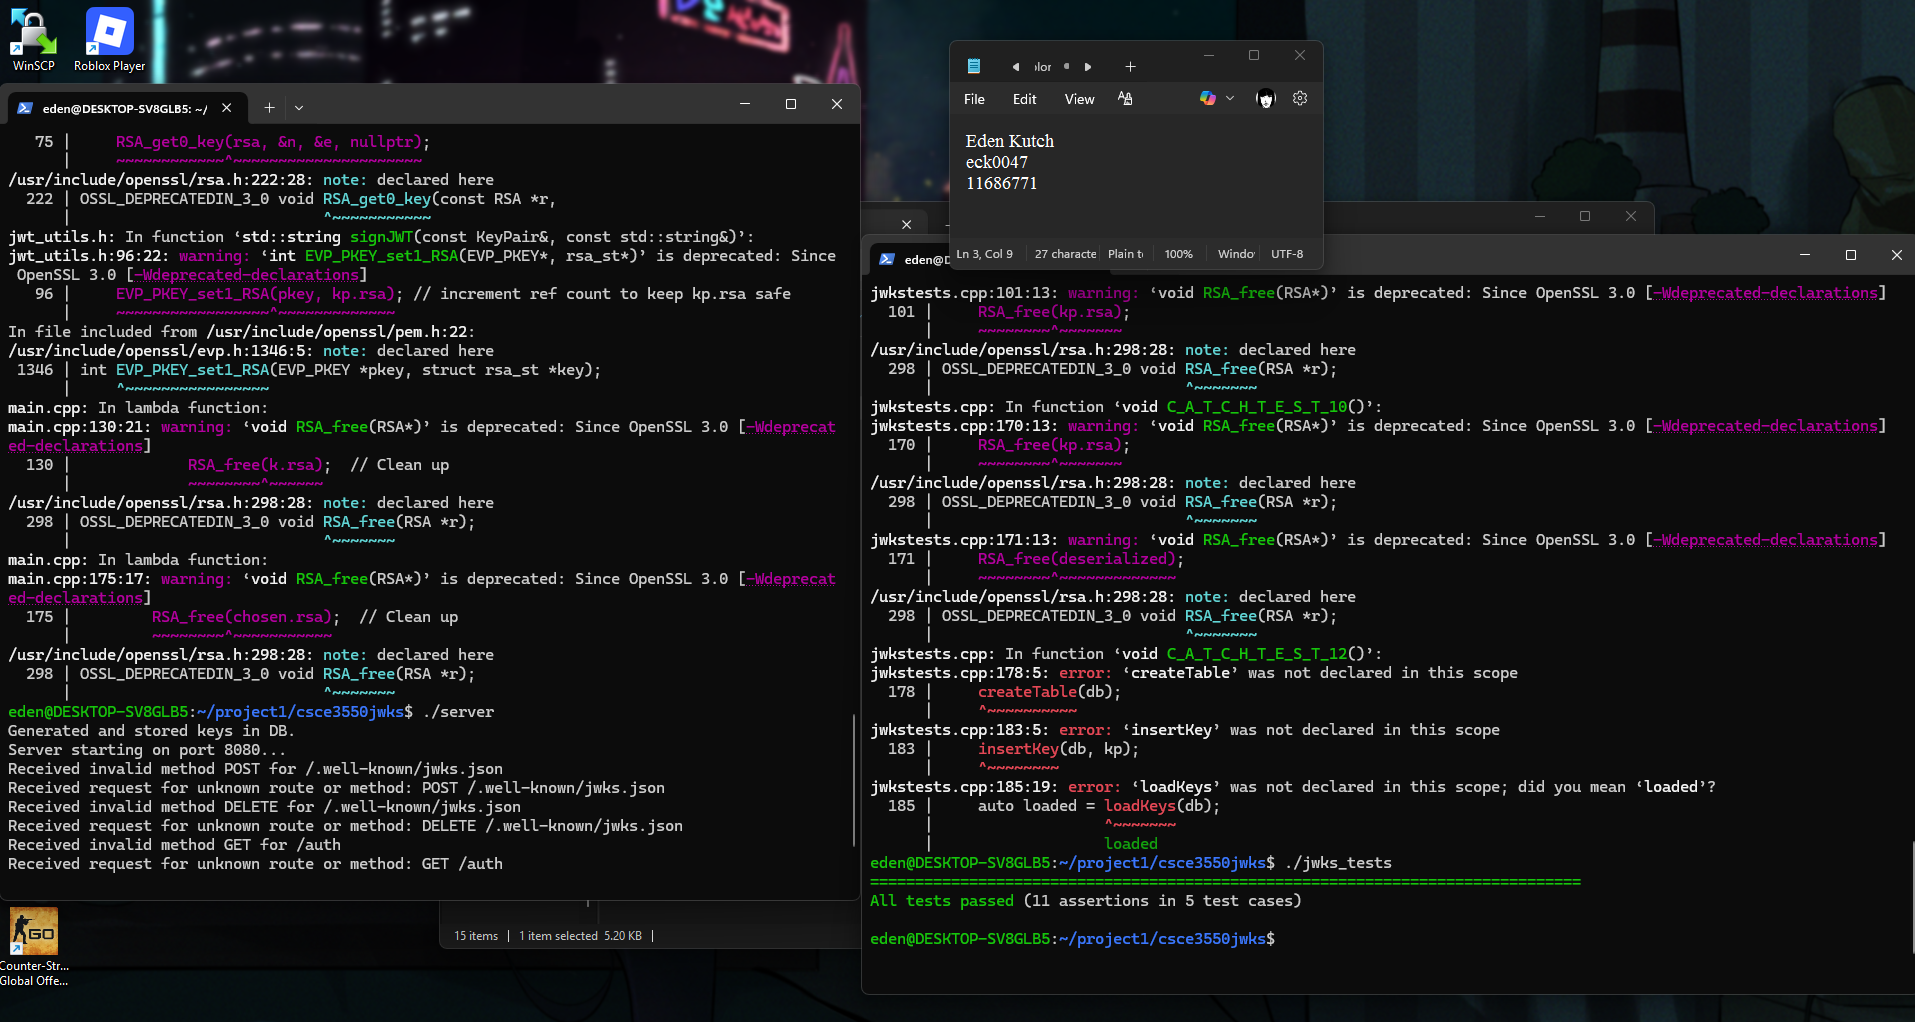 WinSCP
Roblox Player
eden@DESKTOP-SV8GLB5: ~/
75 |     RSA_get0_key(rsa, &n, &e, nullptr);
|     ~~~~~~~~~~~~^~~~~~~~~~~~~~~~~~~~~~
/usr/include/openssl/rsa.h:222:28: note: declared here
222 | OSSL_DEPRECATEDIN_3_0 void RSA_get0_key(const RSA *r,
|                            ^~~~~~~~~~~~
jwt_utils.h: In function ‘std::string signJWT(const KeyPair&, const std::string&)’:
jwt_utils.h:96:22: warning: ‘int EVP_PKEY_set1_RSA(EVP_PKEY*, rsa_st*)’ is deprecated: Since
OpenSSL 3.0 [-Wdeprecated-declarations]
96 |     EVP_PKEY_set1_RSA(pkey, kp.rsa); // increment ref count to keep kp.rsa safe
|     ~~~~~~~~~~~~~~~~~^~~~~~~~~~~~~~
In file included from /usr/include/openssl/pem.h:22:
/usr/include/openssl/evp.h:1346:5: note: declared here
1346 | int EVP_PKEY_set1_RSA(EVP_PKEY *pkey, struct rsa_st *key);
|     ^~~~~~~~~~~~~~~~~
main.cpp: In lambda function:
main.cpp:130:21: warning: ‘void RSA_free(RSA*)’ is deprecated: Since OpenSSL 3.0 [-Wdeprecat
ed-declarations]
130 |             RSA_free(k.rsa);  // Clean up
|             ~~~~~~~~^~~~~~~
/usr/include/openssl/rsa.h:298:28: note: declared here
298 | OSSL_DEPRECATEDIN_3_0 void RSA_free(RSA *r);
|                            ^~~~~~~~
main.cpp: In lambda function:
main.cpp:175:17: warning: ‘void RSA_free(RSA*)’ is deprecated: Since OpenSSL 3.0 [-Wdeprecat
ed-declarations]
175 |         RSA_free(chosen.rsa);  // Clean up
|         ~~~~~~~~^~~~~~~~~~~~
/usr/include/openssl/rsa.h:298:28: note: declared here
298 | OSSL_DEPRECATEDIN_3_0 void RSA_free(RSA *r);
|                            ^~~~~~~~
eden@DESKTOP-SV8GLB5:~/project1/csce3550jwks$ ./server
Generated and stored keys in DB.
Server starting on port 8080...
Received invalid method POST for /.well-known/jwks.json
Received request for unknown route or method: POST /.well-known/jwks.json
Received invalid method DELETE for /.well-known/jwks.json
Received request for unknown route or method: DELETE /.well-known/jwks.json
Received invalid method GET for /auth
Received request for unknown route or method: GET /auth
File Edit View
Eden Kutch
eck0047
11686771
Ln 3, Col 9 27 characte Plain t 100% Windo UTF-8
eden@D
jwkstests.cpp:101:13: warning: ‘void RSA_free(RSA*)’ is deprecated: Since OpenSSL 3.0 [-Wdeprecated-declarations]
101 |     RSA_free(kp.rsa);
|     ~~~~~~~~^~~~~~~~
/usr/include/openssl/rsa.h:298:28: note: declared here
298 | OSSL_DEPRECATEDIN_3_0 void RSA_free(RSA *r);
|                            ^~~~~~~~
jwkstests.cpp: In function ‘void C_A_T_C_H_T_E_S_T_10()’:
jwkstests.cpp:170:13: warning: ‘void RSA_free(RSA*)’ is deprecated: Since OpenSSL 3.0 [-Wdeprecated-declarations]
170 |     RSA_free(kp.rsa);
|     ~~~~~~~~^~~~~~~~
/usr/include/openssl/rsa.h:298:28: note: declared here
298 | OSSL_DEPRECATEDIN_3_0 void RSA_free(RSA *r);
|                            ^~~~~~~~
jwkstests.cpp:171:13: warning: ‘void RSA_free(RSA*)’ is deprecated: Since OpenSSL 3.0 [-Wdeprecated-declarations]
171 |     RSA_free(deserialized);
|     ~~~~~~~~^~~~~~~~~~~~~~
/usr/include/openssl/rsa.h:298:28: note: declared here
298 | OSSL_DEPRECATEDIN_3_0 void RSA_free(RSA *r);
|                            ^~~~~~~~
jwkstests.cpp: In function ‘void C_A_T_C_H_T_E_S_T_12()’:
jwkstests.cpp:178:5: error: ‘createTable’ was not declared in this scope
178 |     createTable(db);
|     ^~~~~~~~~~~
jwkstests.cpp:183:5: error: ‘insertKey’ was not declared in this scope
183 |     insertKey(db, kp);
|     ^~~~~~~~~
jwkstests.cpp:185:19: error: ‘loadKeys’ was not declared in this scope; did you mean ‘loaded’?
185 |     auto loaded = loadKeys(db);
|                   ^~~~~~~~
|                   loaded
eden@DESKTOP-SV8GLB5:~/project1/csce3550jwks$ ./jwks_tests
===============================================================================
All tests passed (11 assertions in 5 test cases)
eden@DESKTOP-SV8GLB5:~/project1/csce3550jwks$
15 items | 1 item selected 5.20 KB |
GO
Counter-Str...
Global Offe...